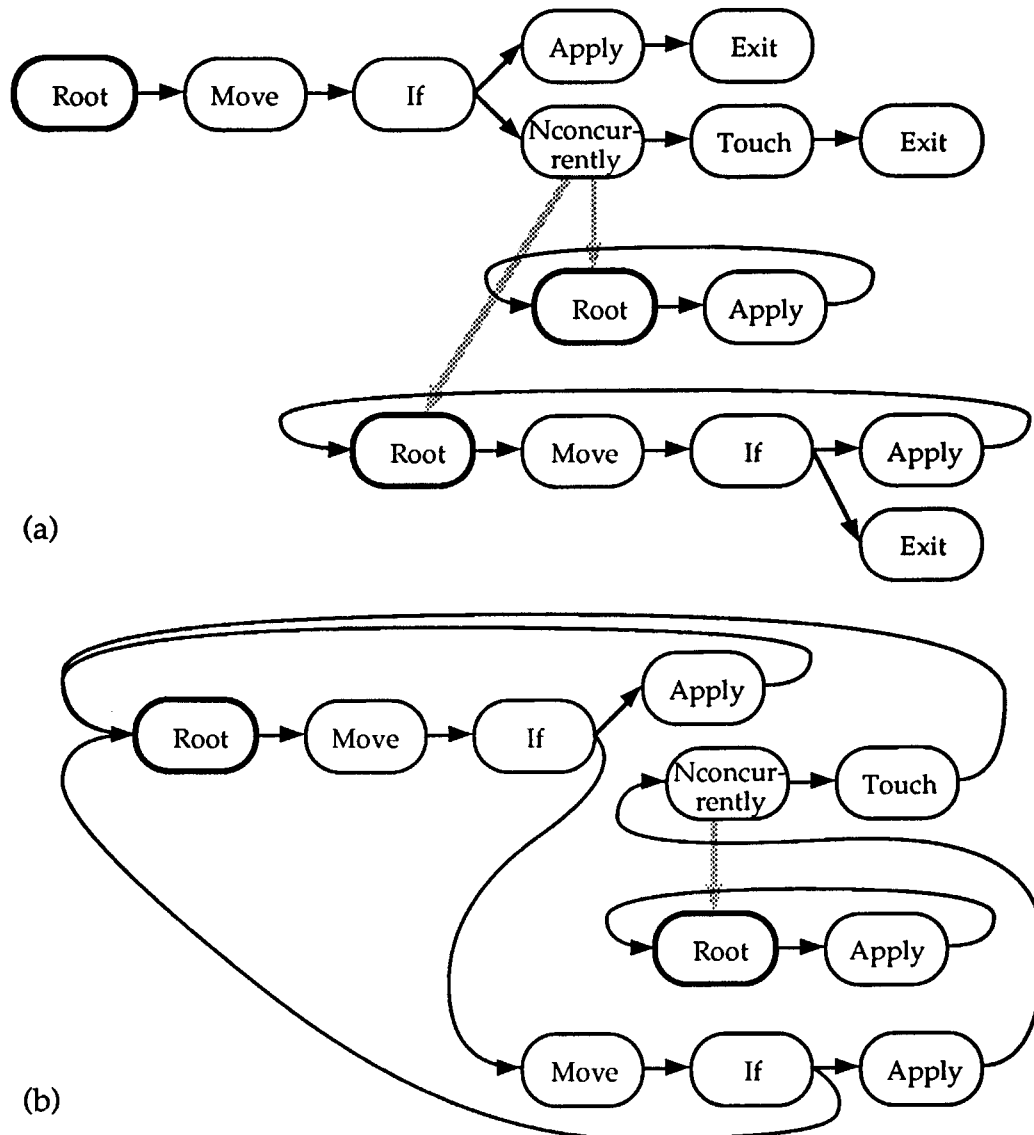 Apply
Exit
Root
Move
If
Nconcur-
rently
Touch
Exit
Root
Apply
Root
Move
If
Apply
(a)
Exit
Apply
Root
Move
If
Nconcur-
rently
Touch
Root
Apply
Move
If
Apply
(b)